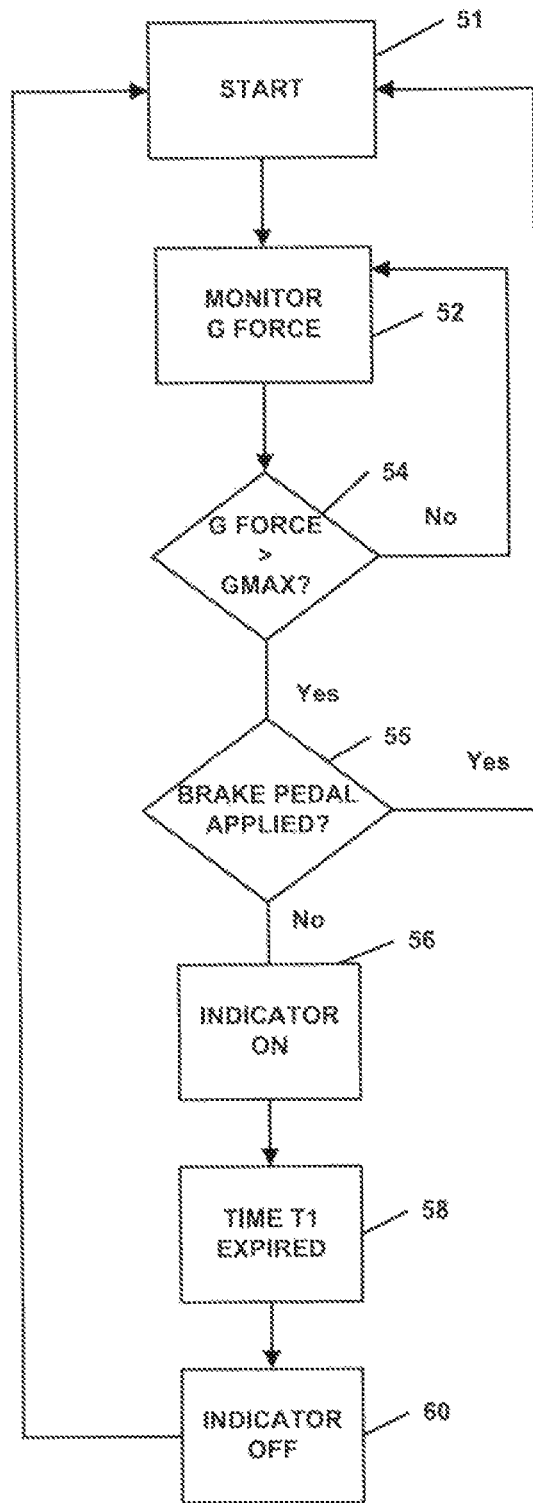 51
START
MONITOR
G FORCE
52
54
G FORCE
>
GMAX?
No
Yes
55
Yes
BRAKE PEDAL
APPLIED?
No
56
INDICATOR
ON
TIME T1
EXPIRED
58
INDICATOR
OFF
60